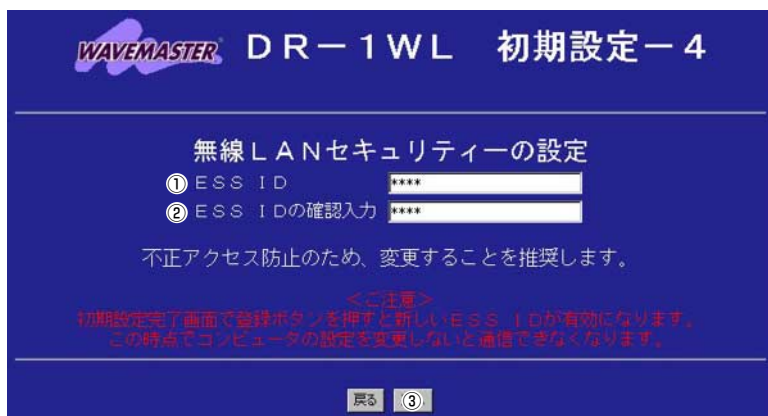 WAVEMASTER DR－1WL 初期設定－4
無線LANセキュリティーの設定
① ESS ID ****
② ESS IDの確認入力 ****
不正アクセス防止のため、変更することを推奨します。
＜ご注意＞
初期設定完了画面で登録ボタンを押すと新しいESS IDが有効になります。
この時点でコンピュータの設定を変更しないと通信できなくなります。
戻る ③